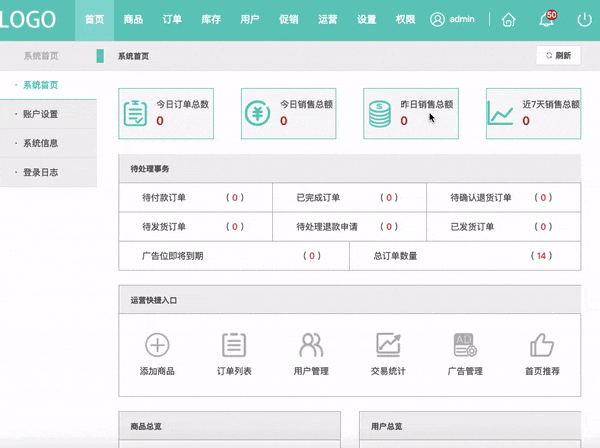 LOGO 首页 商品 订单 库存 用户 促销 运营 设置 权限 admin 50
系统首页
系统首页
账户设置
系统信息
登录日志
系统首页 刷新
今日订单总数 今日销售总额 昨日销售总额 近7天销售总额
0 0 0 0
待处理事务
待付款订单 (0) 已完成订单 (0) 待确认退货订单 (0)
待发货订单 (0) 待处理退款申请 (0) 已发货订单 (0)
广告位即将到期 (0) 总订单数量 (14)
运营快捷入口
AD
添加商品 订单列表 用户管理 交易统计 广告管理 首页推荐
商品总览 用户总览